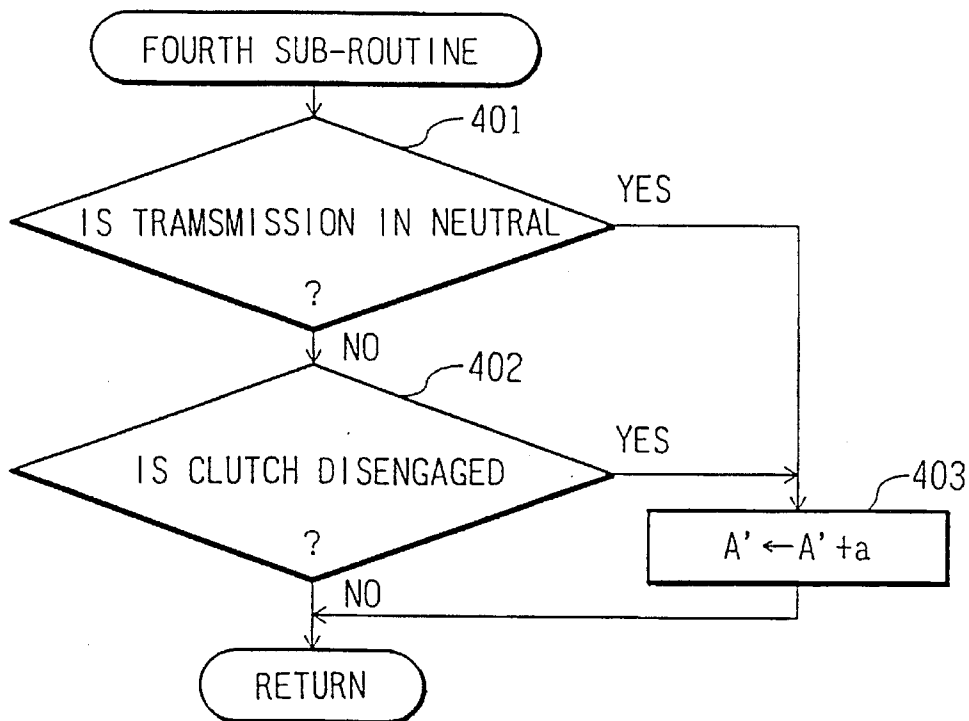 FOURTH SUB-ROUTINE
401
YES
IS TRAMSMISSION IN NEUTRAL
?
NO
402
YES
IS CLUTCH DISENGAGED
403
A' ← A' + a
?
NO
RETURN